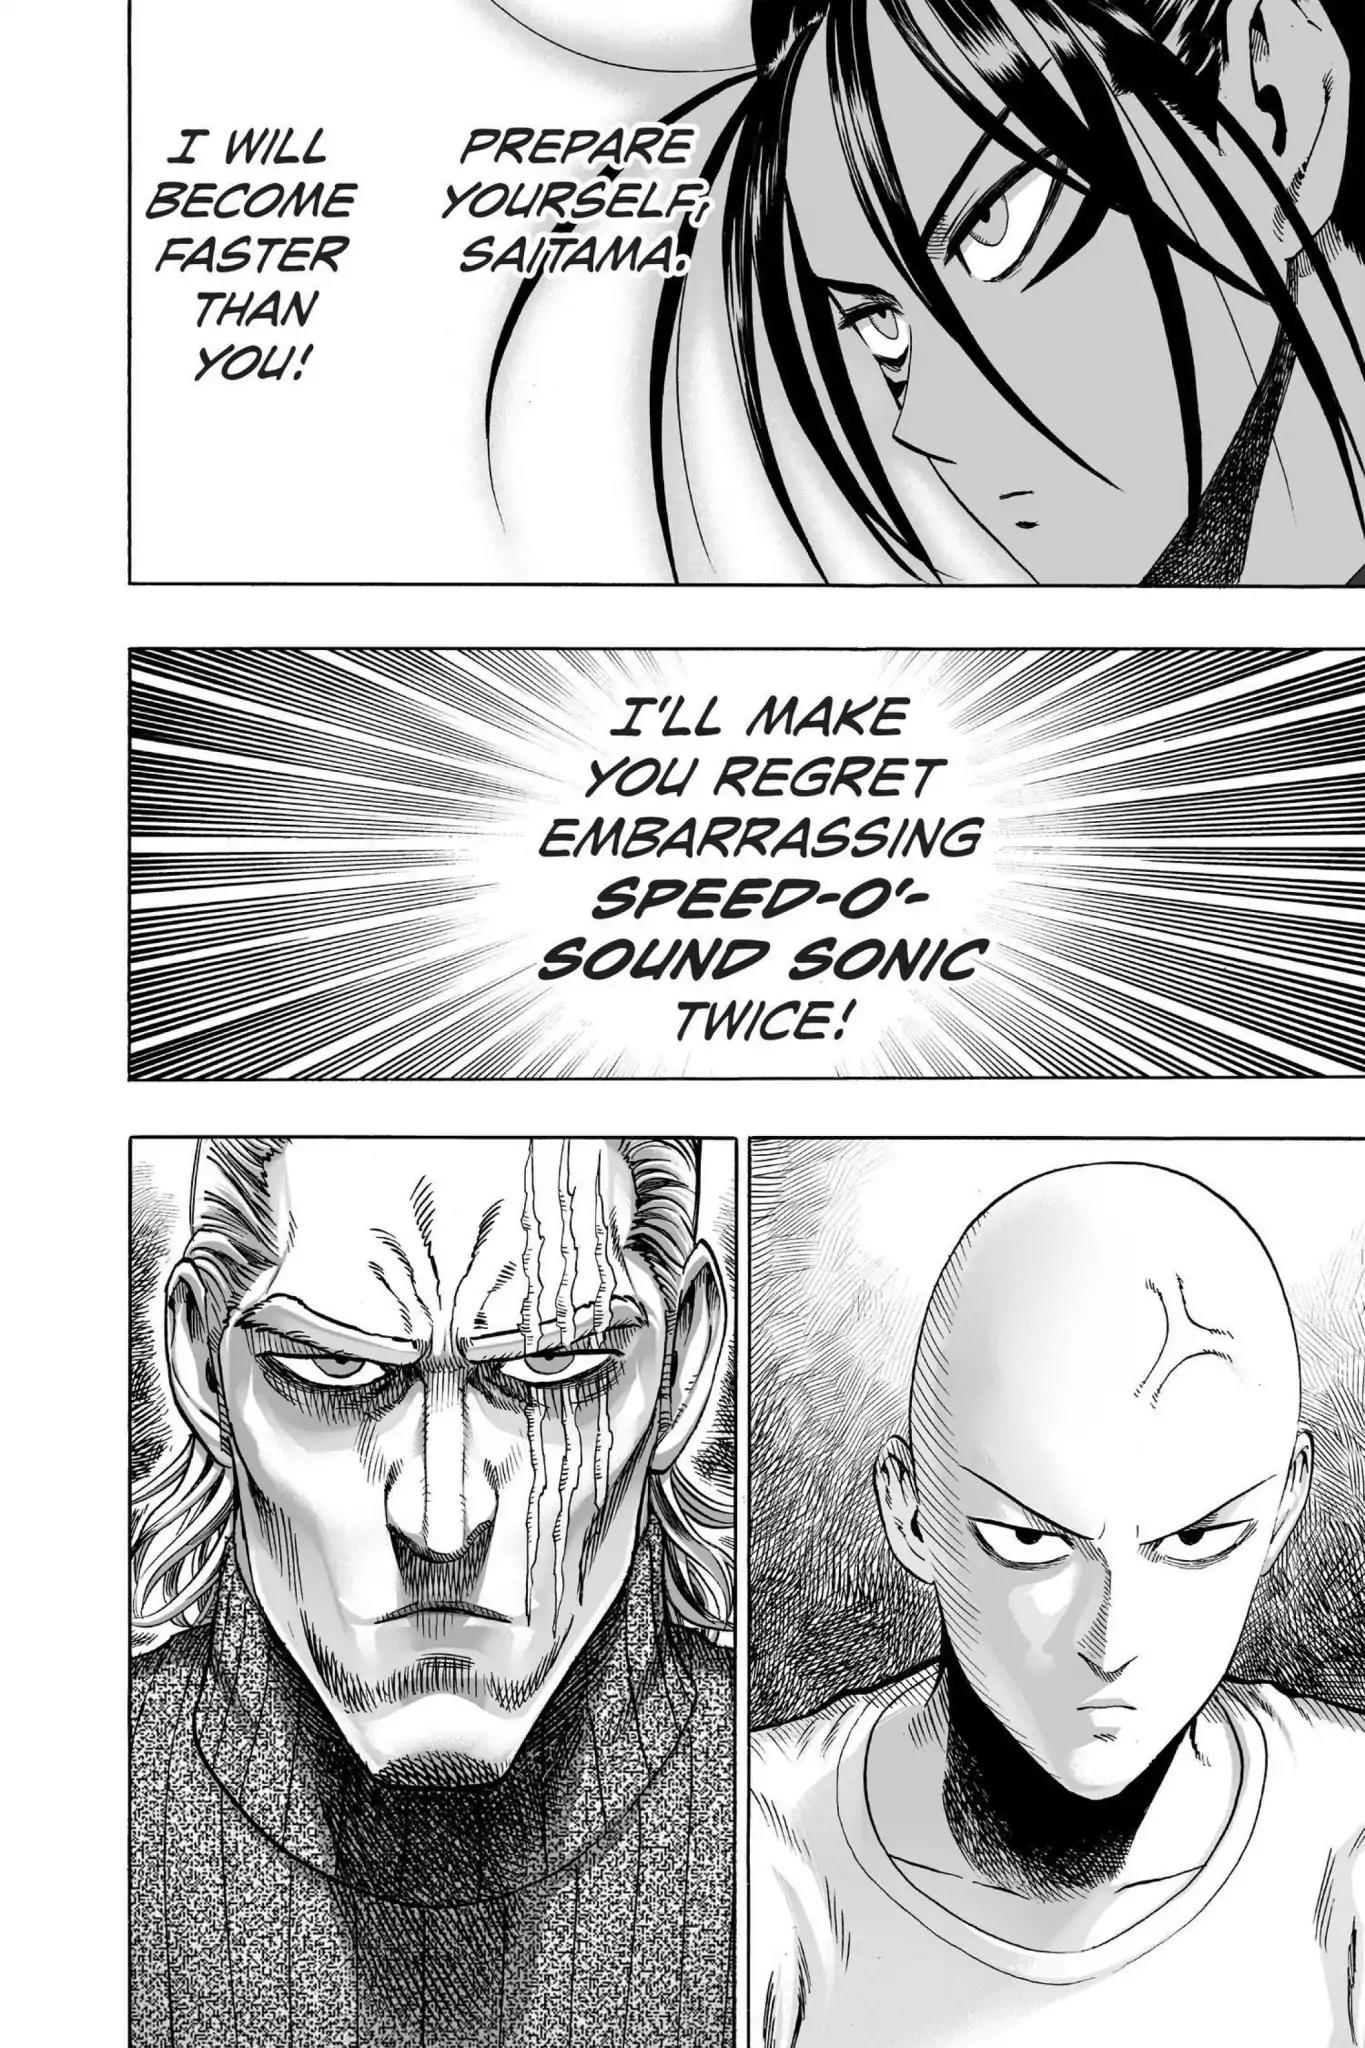 PREPARE
YOURSELF,
SAITAMA.
I WILL
BECOME
FASTER
THAN
YOU!
I'LL MAKE
YOU REGRET
EMBARRASSING
SPEED-O'-
SOUND SONIC
TWICE!